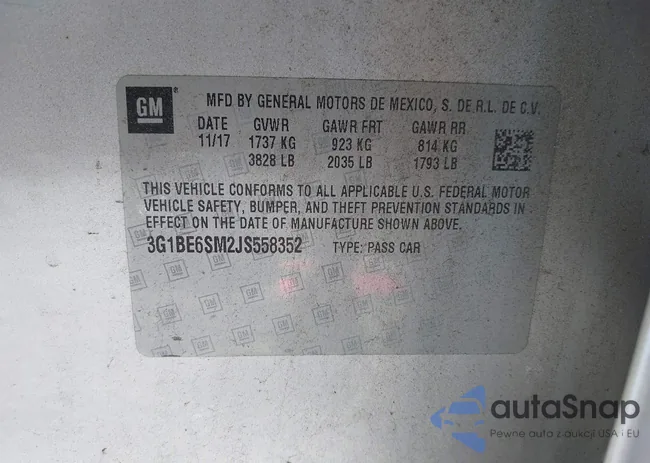 GM
MFD BY GENERAL MOTORS DE MEXICO, S. DE R.L. DE C.V.
DATE GVWR GAWR FRT GAWR RR
11/17 1737 KG 923 KG 814 KG
3828 LB 2035 LB 1793 LB
THIS VEHICLE CONFORMS TO ALL APPLICABLE U.S. FEDERAL MOTOR
VEHICLE SAFETY, BUMPER, AND THEFT PREVENTION STANDARDS IN
EFFECT ON THE DATE OF MANUFACTURE SHOWN ABOVE.
3G1BE6SM2JS558352 TYPE: PASS CAR
autaSnap
Pewne auta z aukcji USA i EU